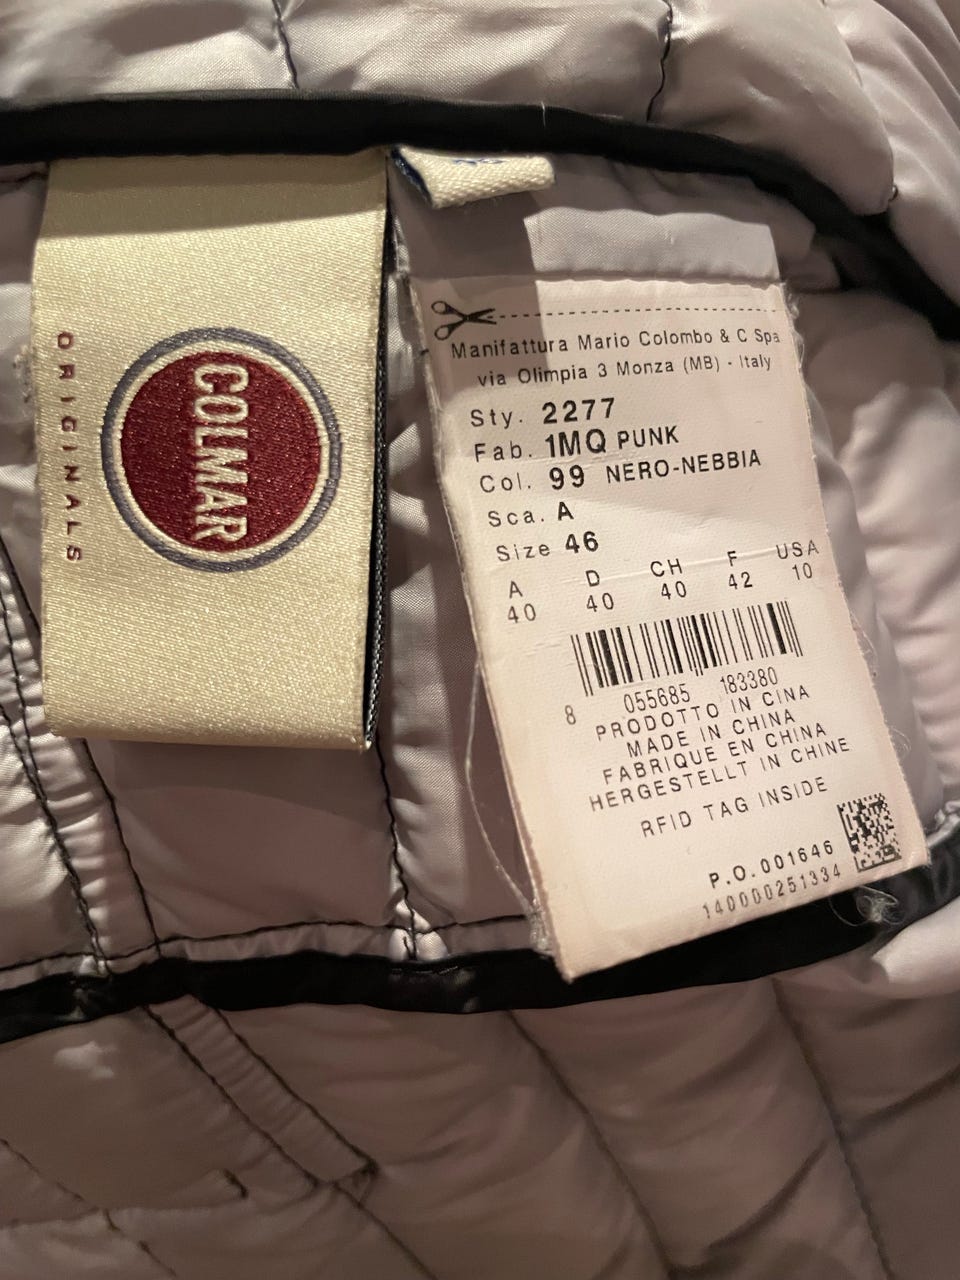 COLMAR
ORIGINALS
Manifattura Mario Colombo & C Spa
via Olimpia 3 Monza (MB) - Italy
Sty. 2277
Fab. 1MQ PUNK
Col. 99 NERO-NEBBIA
Sca. A
Size 46
A D CH F USA
40 40 40 42 10
8 055685 183380
PRODOTTO IN CINA
MADE IN CHINA
FABRIQUE EN CHINA
HERGESTELLT IN CHINE
RFID TAG INSIDE
P.O. 001646
140000251334